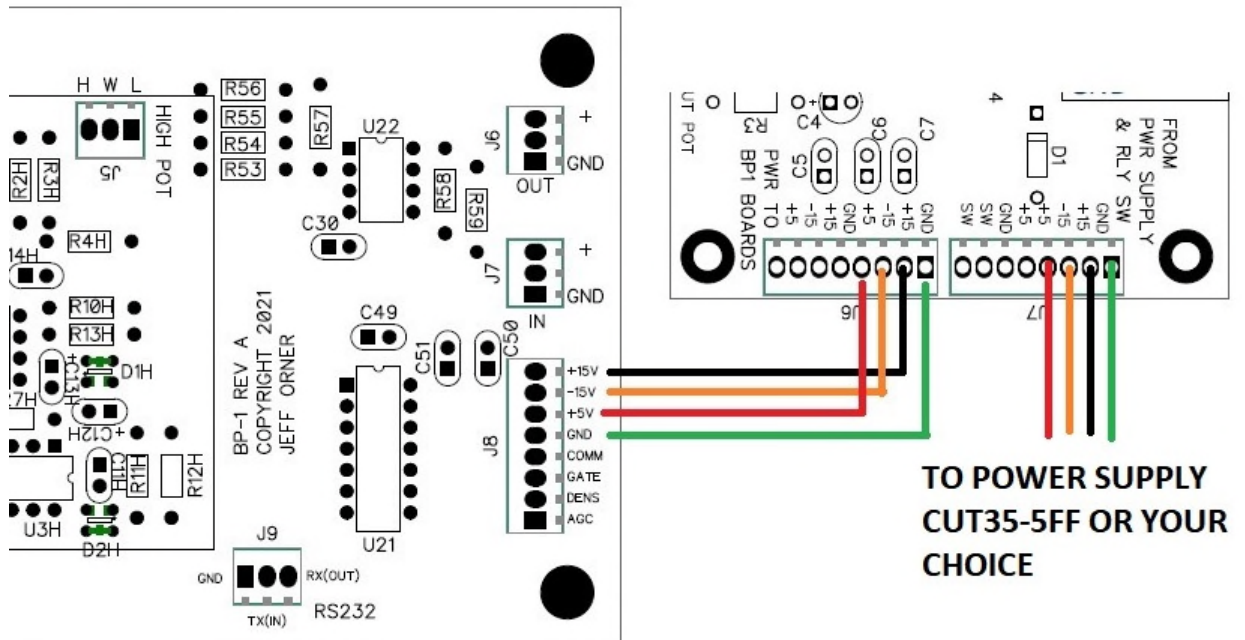 H W L
J5
HIGH POT
R56
R55
R54
R53
R57
U22
R58
R59
C30
J6
+
GND
OUT
J7
+
GND
IN
R2H
R3H
R4H
14H
R10H
R13H
+
C13H
D1H
C12H
+
27H
C11H
R11H
R12H
U3H
D2H
BP-1 REV A
COPYRIGHT 2021
JEFF ORNER
C49
C51
C50
U21
J8
+15V
-15V
+5V
GND
COMM
GATE
DENS
AGC
J9
GND
RX(OUT)
TX(IN)
RS232
UT POT
R3
+
C4
C5
C6
C7
4
D1
FROM
PWR SUPPLY
& RLY SW
PWR TO
BP1 BOARDS
+5
-15
+15
GND
+5
-15
+15
GND
J6
SW
SW
GND
+5
+5
-15
+15
GND
J7
TO POWER SUPPLY
CUT35-5FF OR YOUR
CHOICE